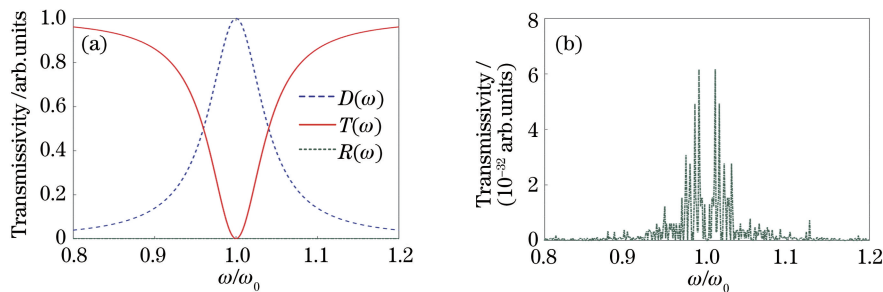 (a)
Transmissivity /arb.units
1.0
0.8
0.6
0.4
0.2
0
D(ω)
T(ω)
R(ω)
0.8 0.9 1.0 1.1 1.2
ω/ω₀
(b)
Transmissivity /
(10⁻³² arb.units)
8
6
4
2
0
0.8 0.9 1.0 1.1 1.2
ω/ω₀